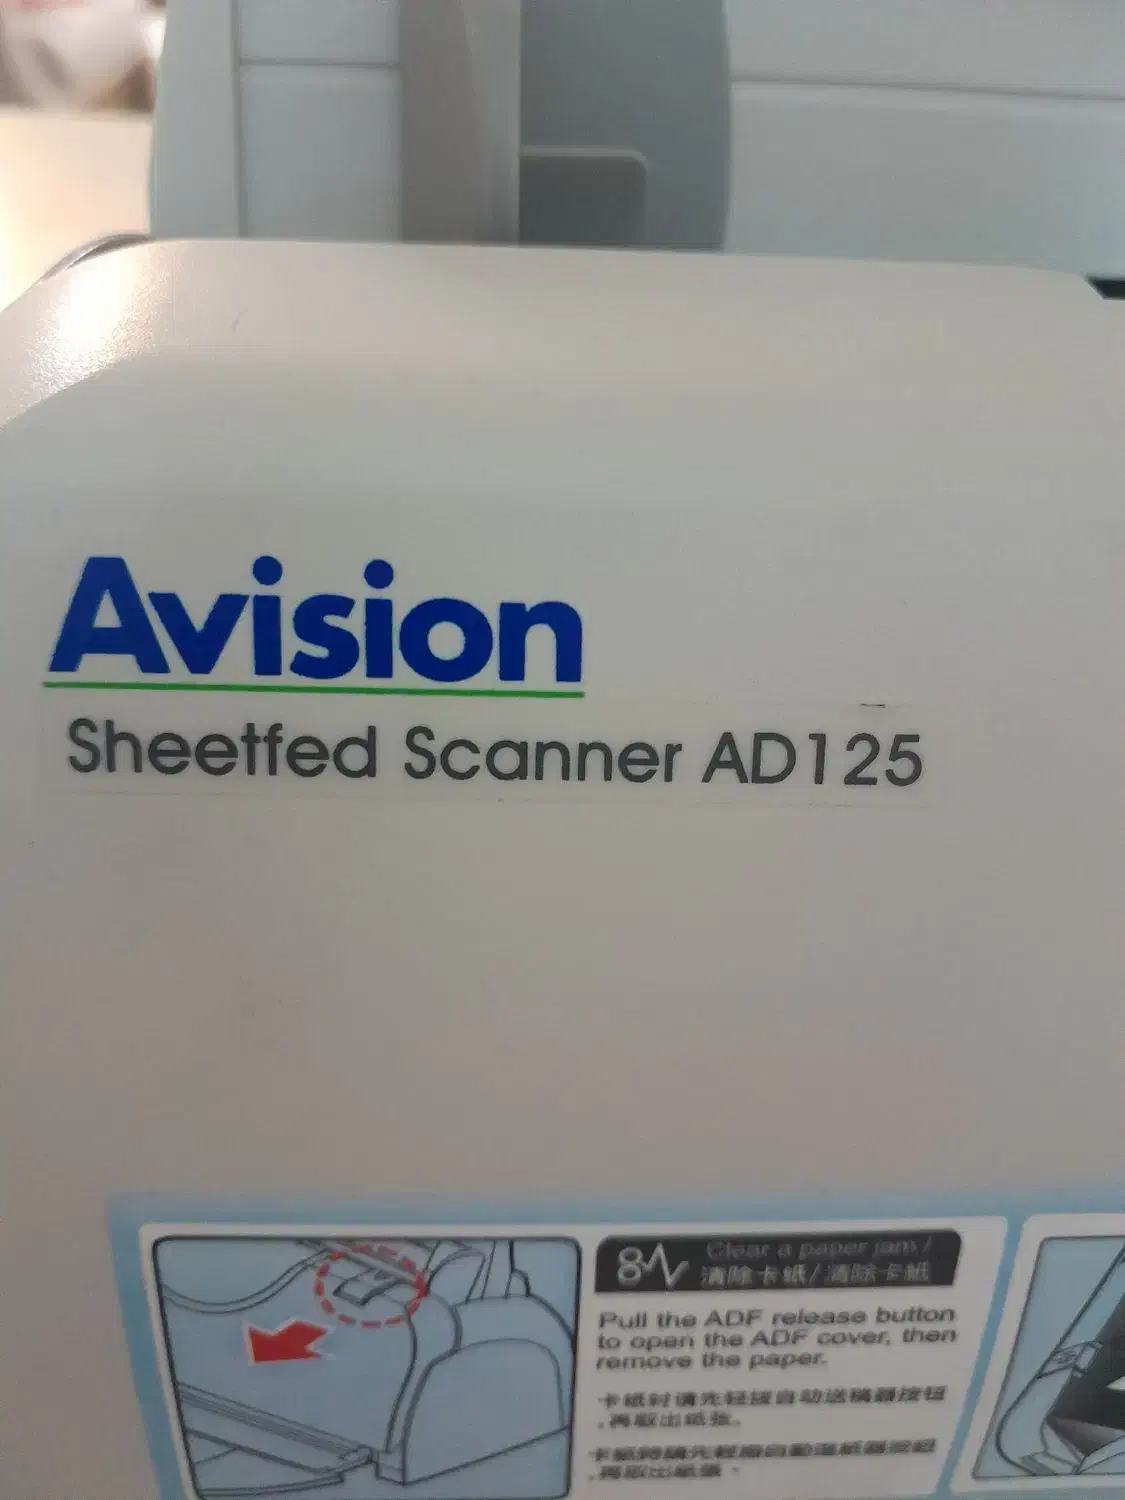 Avision
Sheetfed Scanner AD125
Clear a paper jam /
清除卡紙/清除卡紙
Pull the ADF release button
to open the ADF cover, then
remove the paper.